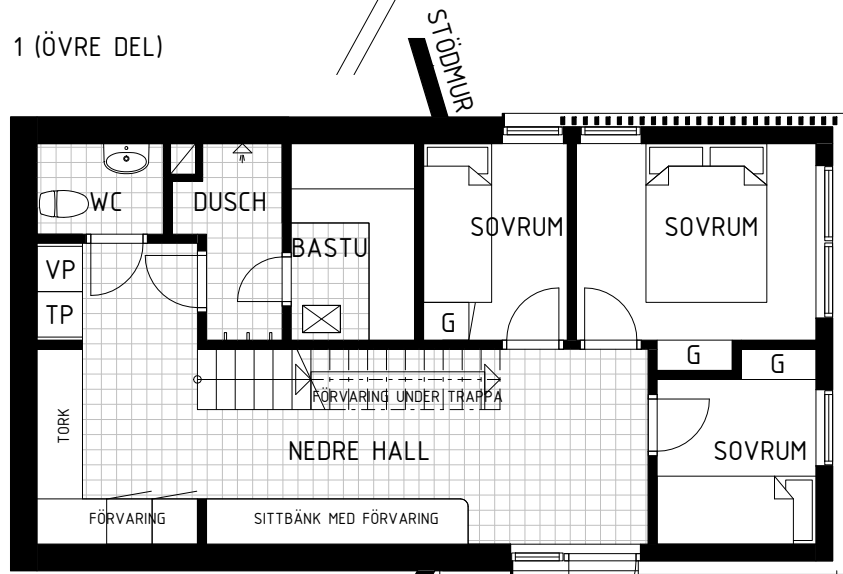 1 (ÖVRE DEL)
STÖDMUR
WC
DUSCH
BASTU
SOVRUM
SOVRUM
VP
TP
G
G
G
FÖRVARING UNDER TRAPPA
TORK
NEDRE HALL
SOVRUM
FÖRVARING
SITTBÄNK MED FÖRVARING